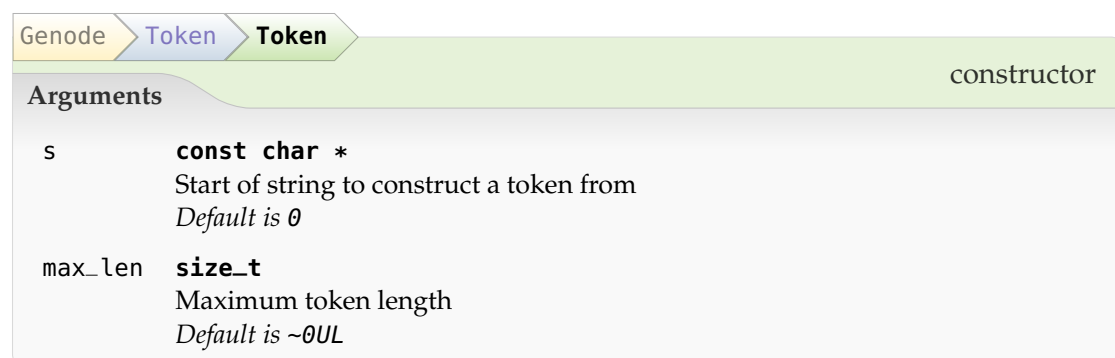 Genode Token Token
constructor
Arguments
s const char *
Start of string to construct a token from
Default is 0
max_len size_t
Maximum token length
Default is ~0UL